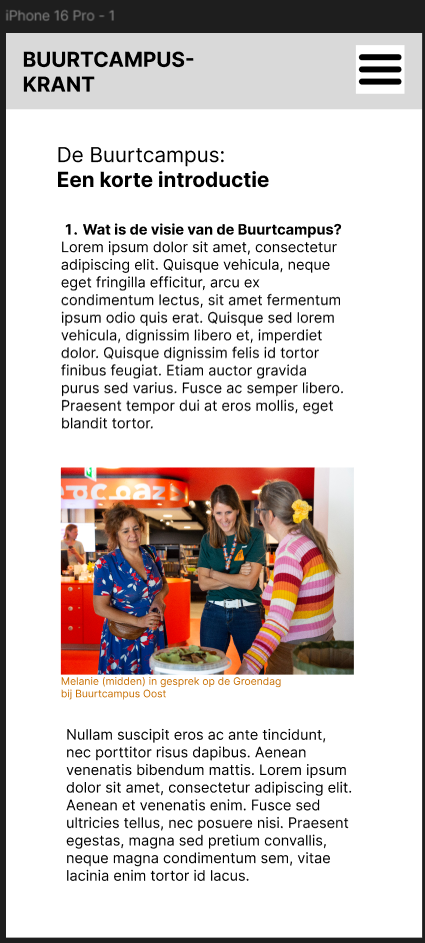 iPhone 16 Pro - 1
BUURTCAMPUS-
KRANT
De Buurtcampus:
Een korte introductie
1. Wat is de visie van de Buurtcampus?
Lorem ipsum dolor sit amet, consectetur
adipiscing elit. Quisque vehicula, neque
eget fringilla efficitur, arcu ex
condimentum lectus, sit amet fermentum
ipsum odio quis erat. Quisque sed lorem
vehicula, dignissim libero et, imperdiet
dolor. Quisque dignissim felis id tortor
finibus feugiat. Etiam auctor gravida
purus sed varius. Fusce ac semper libero.
Praesent tempor dui at eros mollis, eget
blandit tortor.
Melanie (midden) in gesprek op de Groendag
bij Buurtcampus Oost
Nullam suscipit eros ac ante tincidunt,
nec porttitor risus dapibus. Aenean
venenatis bibendum mattis. Lorem ipsum
dolor sit amet, consectetur adipiscing elit.
Aenean et venenatis enim. Fusce sed
ultricies tellus, nec posuere nisi. Praesent
egestas, magna sed pretium convallis,
neque magna condimentum sem, vitae
lacinia enim tortor id lacus.